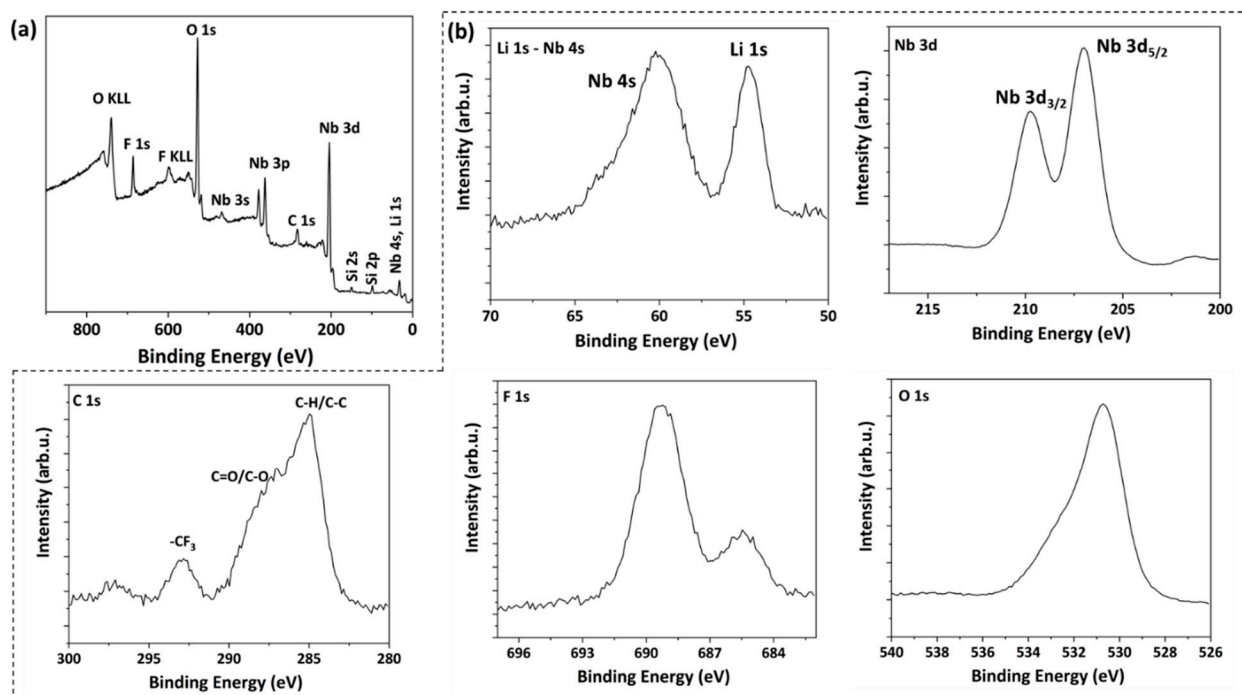 (a)
O 1s
O KLL
F 1s
F KLL
Nb 3s
Nb 3p
C 1s
Nb 3d
Si 2s
Si 2p
Nb 4s, Li 1s
800 600 400 200 0
Binding Energy (eV)
(b)
Li 1s - Nb 4s
Nb 4s
Li 1s
Intensity (arb.u.)
70 65 60 55 50
Binding Energy (eV)
Nb 3d
Nb 3d5/2
Nb 3d3/2
Intensity (arb.u.)
215 210 205 200
Binding Energy (eV)
C 1s
C-H/C-C
C=O/C-O
-CF3
Intensity (arb.u.)
300 295 290 285 280
Binding Energy (eV)
F 1s
Intensity (arb.u.)
696 693 690 687 684
Binding Energy (eV)
O 1s
Intensity (arb.u.)
540 538 536 534 532 530 528 526
Binding Energy (eV)